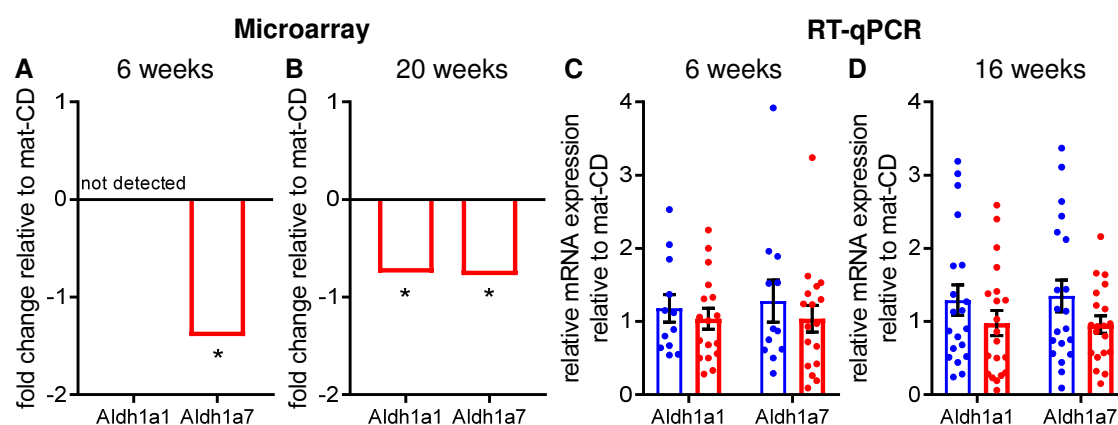 Microarray
RT-qPCR
A
6 weeks
B
20 weeks
C
6 weeks
D
16 weeks
fold change relative to mat-CD
1
0
-1
-2
not detected
*
Aldh1a1
Aldh1a7
fold change relative to mat-CD
1
0
-1
-2
*
*
Aldh1a1
Aldh1a7
relative mRNA expression
relative to mat-CD
4
3
2
1
0
Aldh1a1
Aldh1a7
relative mRNA expression
relative to mat-CD
4
3
2
1
0
Aldh1a1
Aldh1a7